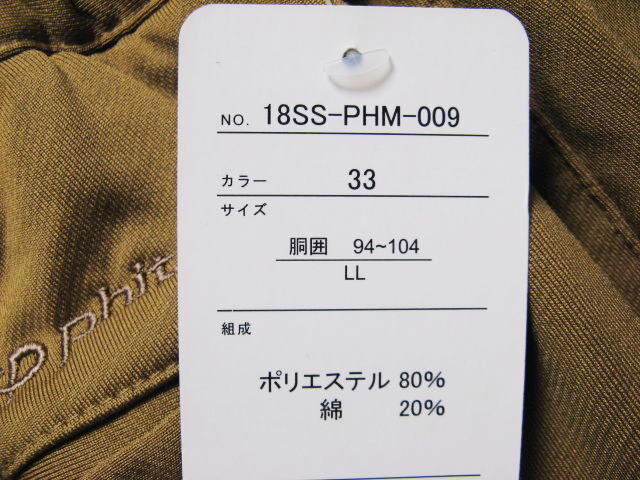 NO. 18SS-PHM-009
カラー 33
サイズ
胴囲 94~104
LL
組成
ポリエステル 80%
綿 20%
D phit